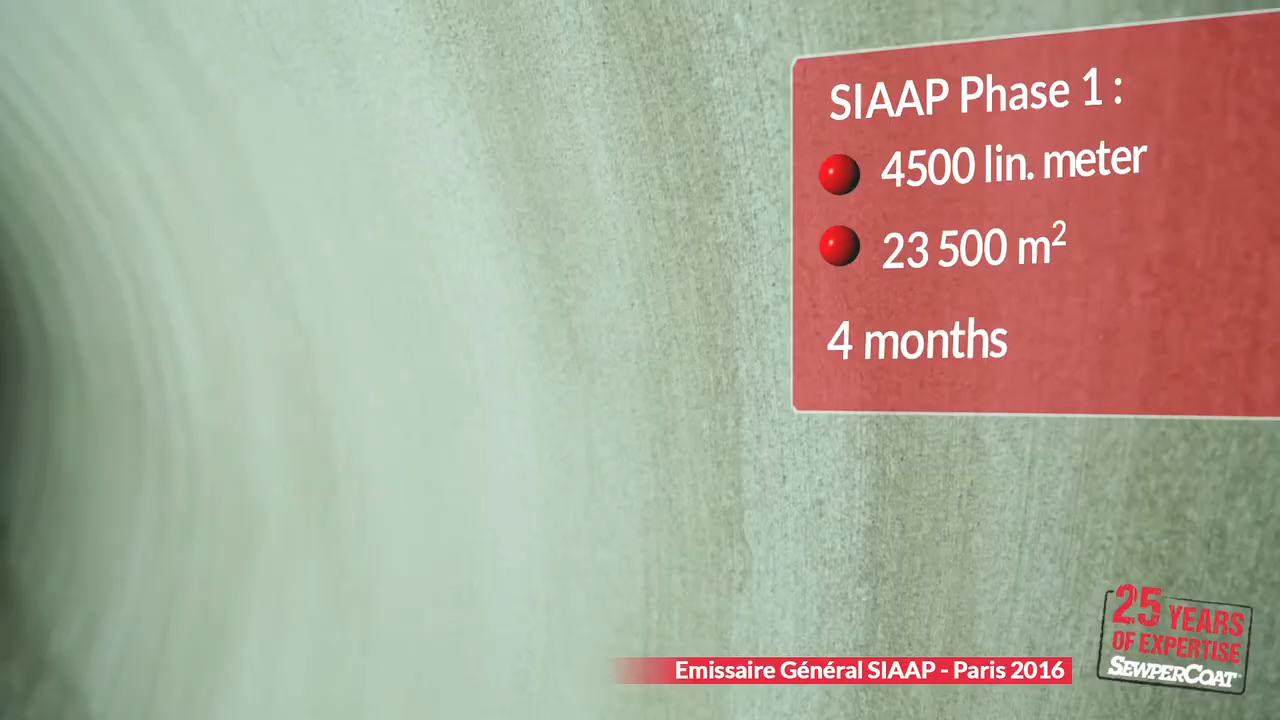 SIAAP Phase 1 :
4500 lin. meter
23 500 m²
4 months
Emissaire Général SIAAP - Paris 2016
25 YEARS
OF EXPERTISE
SEWPERCOAT